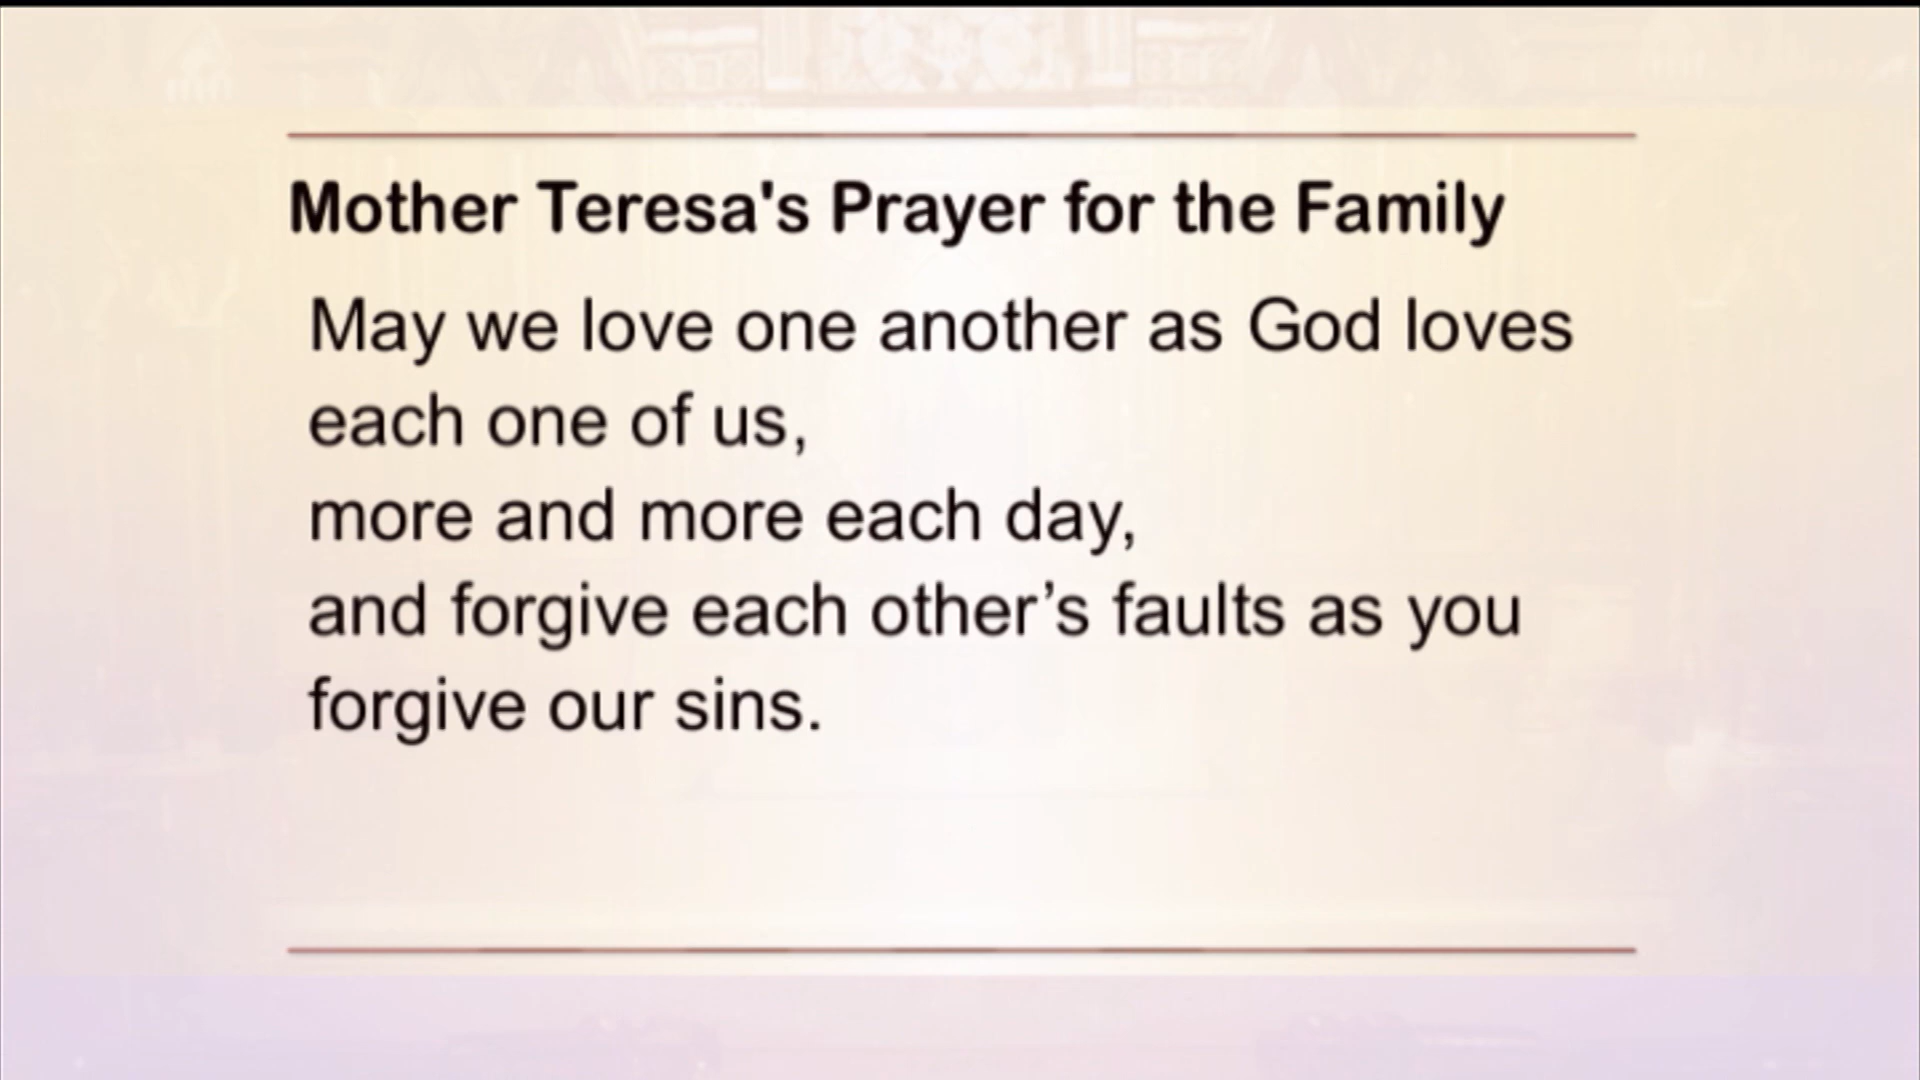 Mother Teresa's Prayer for the Family
May we love one another as God loves
each one of us,
more and more each day,
and forgive each other’s faults as you
forgive our sins.